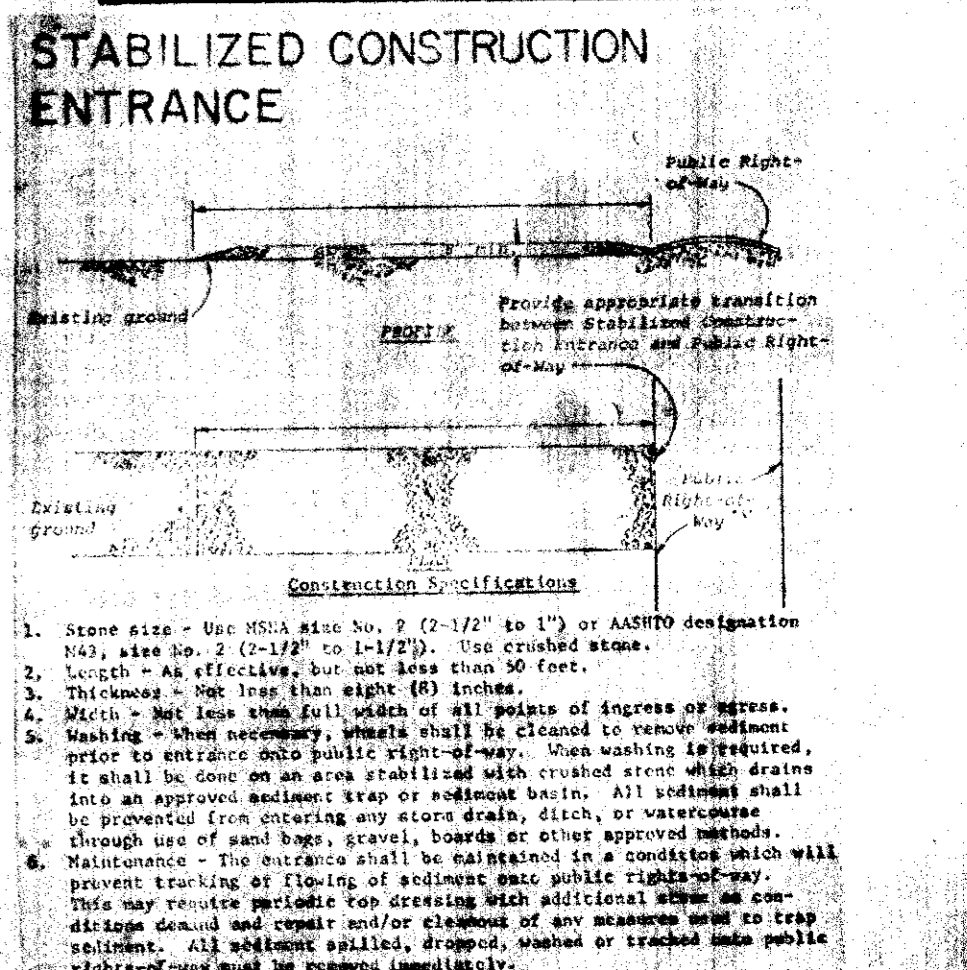 STABILIZED CONSTRUCTION
ENTRANCE
Public Right-
of-Way
8" min.
Existing ground
PROFILE
Provide appropriate transition
between Stabilized Construc-
tion Entrance and Public Right-
of-Way
Existing
ground
Public
Right-of-
Way
Construction Specifications
1. Stone size - Use MSHA size No. 2 (2-1/2" to 1") or AASHTO designation
M43, size No. 2 (2-1/2" to 1-1/2"). Use crushed stone.
2. Length - As effective, but not less than 50 feet.
3. Thickness - Not less than eight (8) inches.
4. Width - Not less than full width of all points of ingress or egress.
5. Washing - When necessary, wheels shall be cleaned to remove sediment
prior to entrance onto public right-of-way. When washing is required,
it shall be done on an area stabilized with crushed stone which drains
into an approved sediment trap or sediment basin. All sediment shall
be prevented from entering any storm drain, ditch, or watercourse
through use of sand bags, gravel, boards or other approved methods.
6. Maintenance - The entrance shall be maintained in a condition which will
prevent tracking or flowing of sediment onto public rights-of-way.
This may require periodic top dressing with additional stone as con-
ditions demand and repair and/or cleanout of any measures used to trap
sediment. All sediment spilled, dropped, washed or tracked onto public
rights-of-way must be removed immediately.